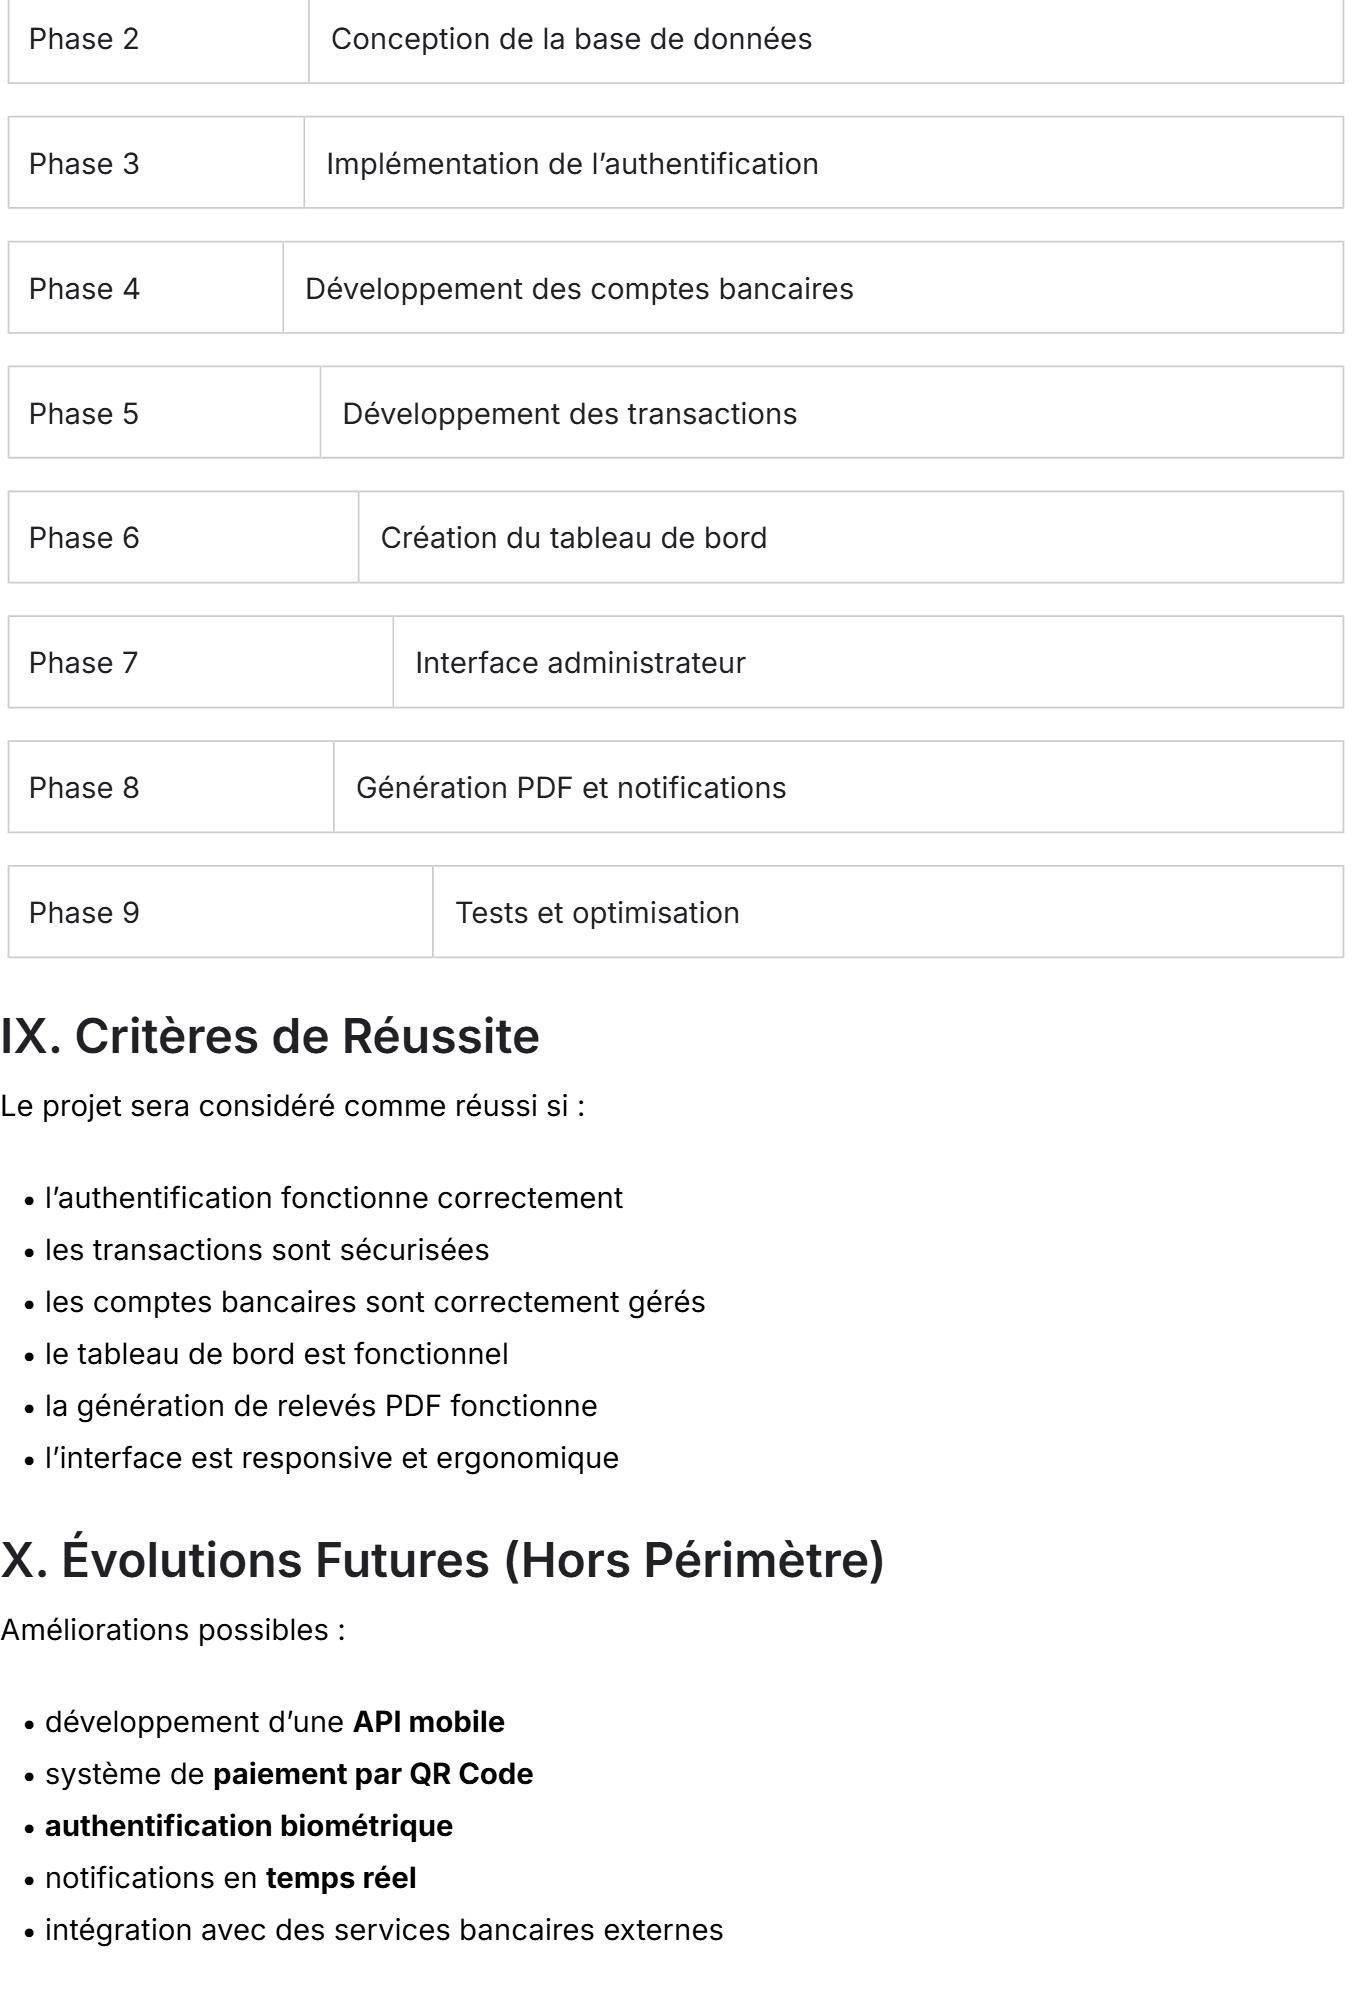 Phase 2 Conception de la base de données
Phase 3 Implémentation de l’authentification
Phase 4 Développement des comptes bancaires
Phase 5 Développement des transactions
Phase 6 Création du tableau de bord
Phase 7 Interface administrateur
Phase 8 Génération PDF et notifications
Phase 9 Tests et optimisation
IX. Critères de Réussite
Le projet sera considéré comme réussi si :
• l’authentification fonctionne correctement
• les transactions sont sécurisées
• les comptes bancaires sont correctement gérés
• le tableau de bord est fonctionnel
• la génération de relevés PDF fonctionne
• l’interface est responsive et ergonomique
X. Évolutions Futures (Hors Périmètre)
Améliorations possibles :
• développement d’une API mobile
• système de paiement par QR Code
• authentification biométrique
• notifications en temps réel
• intégration avec des services bancaires externes